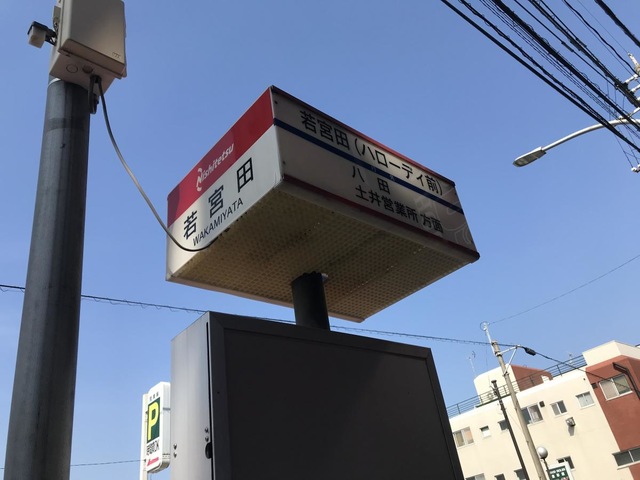 Nishitetsu
若宮田
WAKAMIYATA
若宮田(ハローデイ前)
八田
土井営業所 方面
P